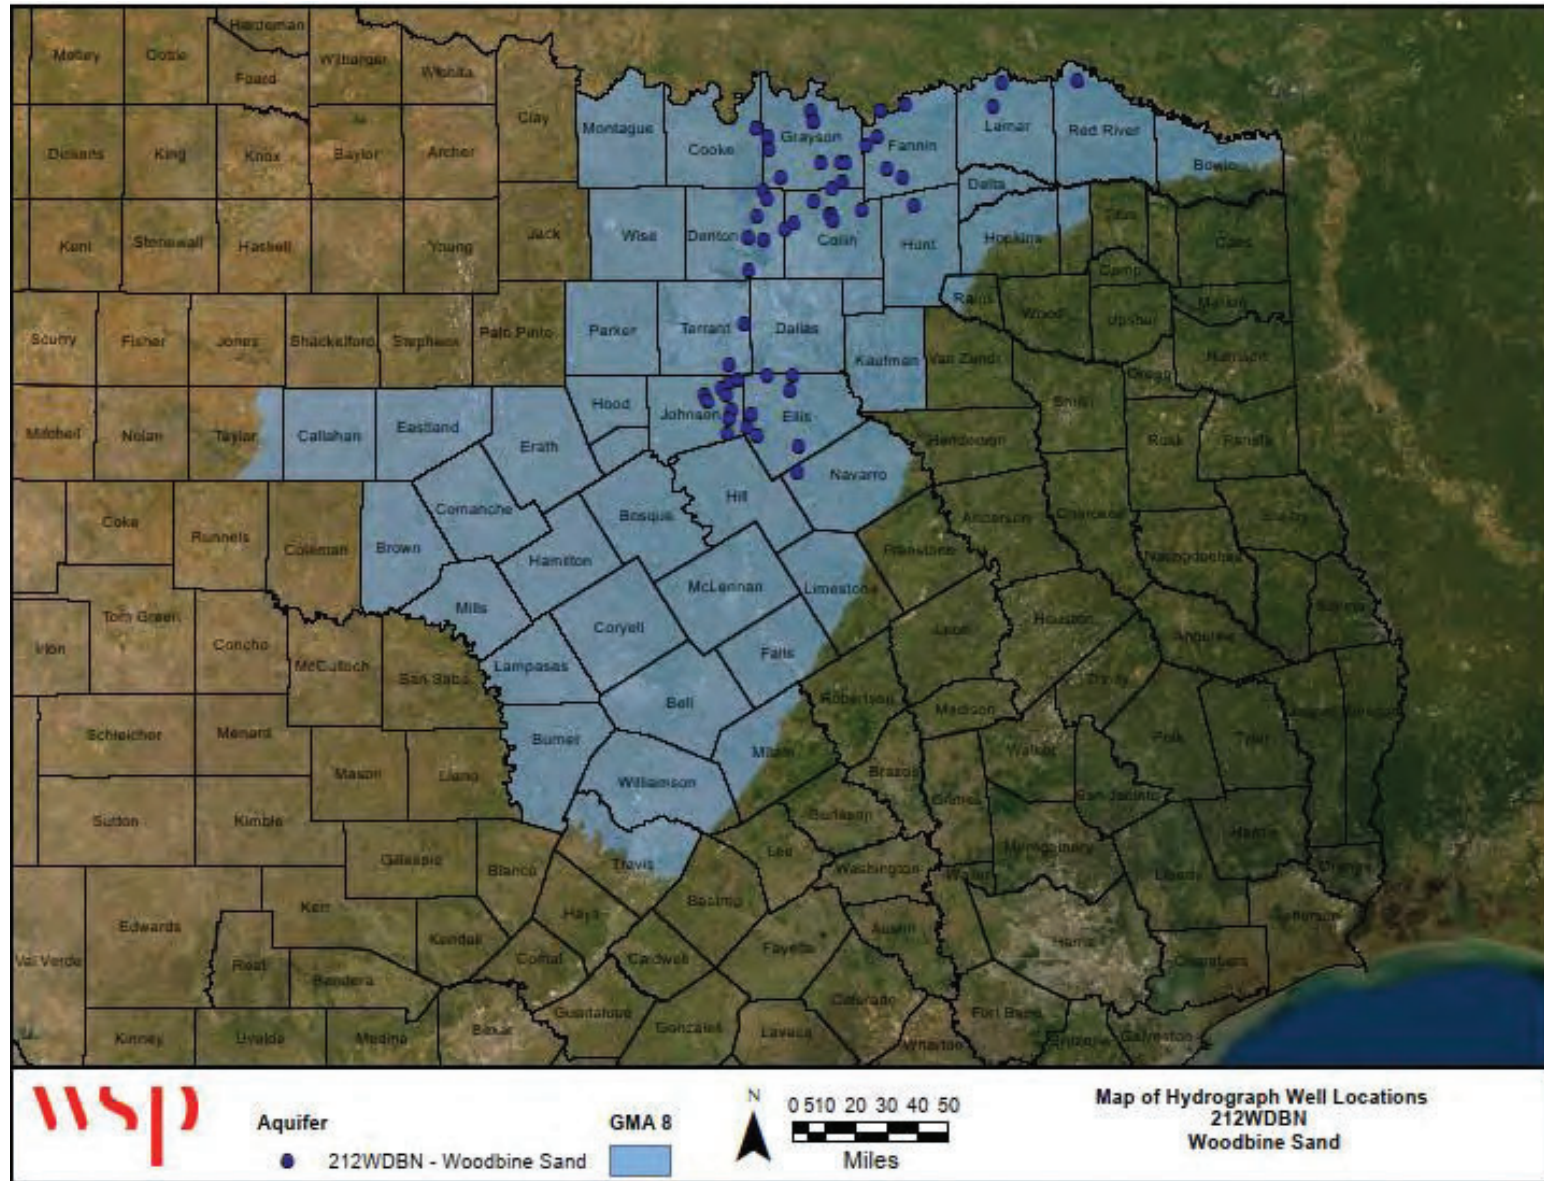 Hardeman
Motley
Cottle
Foard
Wilbarger
Wichita
Clay
Montague
Cooke
Grayson
Fannin
Lamar
Red River
Bowie
Dickens
King
Knox
Baylor
Archer
Delta
Kent
Stonewall
Haskell
Young
Jack
Wise
Denton
Collin
Hunt
Hopkins
Titus
Cass
Camp
Rains
Wood
Upshur
Marion
Scurry
Fisher
Jones
Shackelford
Stephens
Palo Pinto
Parker
Tarrant
Dallas
Kaufman
Van Zandt
Harrison
Gregg
Smith
Hood
Johnson
Ellis
Mitchell
Nolan
Taylor
Callahan
Eastland
Erath
Henderson
Rusk
Panola
Navarro
Hill
Comanche
Bosque
Coke
Runnels
Coleman
Brown
Hamilton
McLennan
Limestone
Freestone
Anderson
Cherokee
Nacogdoches
Shelby
Mills
Coryell
Falls
Leon
Houston
Angelina
Sabine
Irion
Tom Green
Concho
McCulloch
San Saba
Lampasas
Bell
Robertson
Madison
Trinity
Schleicher
Menard
Burnet
Milam
Walker
Polk
Tyler
Jasper
Newton
Mason
Llano
Williamson
Brazos
Grimes
San Jacinto
Sutton
Kimble
Burleson
Hardin
Gillespie
Blanco
Travis
Lee
Washington
Montgomery
Waller
Liberty
Orange
Edwards
Kerr
Hays
Bastrop
Austin
Jefferson
Val Verde
Real
Bandera
Kendall
Comal
Caldwell
Fayette
Harris
Chambers
Kinney
Uvalde
Medina
Bexar
Guadalupe
Gonzales
Lavaca
Colorado
Wharton
Fort Bend
Brazoria
Galveston
wsp
Aquifer
212WDBN - Woodbine Sand
GMA 8
N
0 5 10 20 30 40 50
Miles
Map of Hydrograph Well Locations
212WDBN
Woodbine Sand